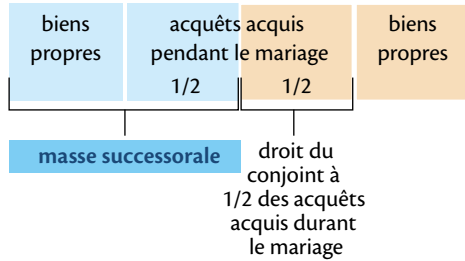 biens
propres
acquêts acquis
pendant le mariage
1/2
1/2
biens
propres
masse successorale
droit du
conjoint à
1/2 des acquêts
acquis durant
le mariage